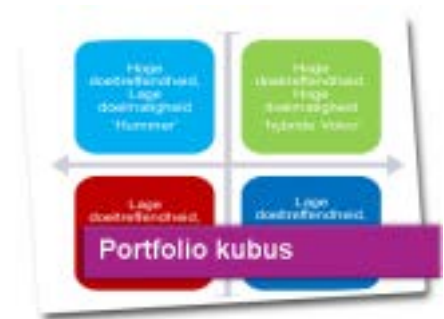 Hoge
doeltreffendheid,
Lage
doelmatigheid
'Hummer'
Hoge
doeltreffendheid,
Hoge
doelmatigheid
'hybride Volvo'
Lage
doeltreffendheid,
Lage
doeltreffendheid,
Portfolio kubus